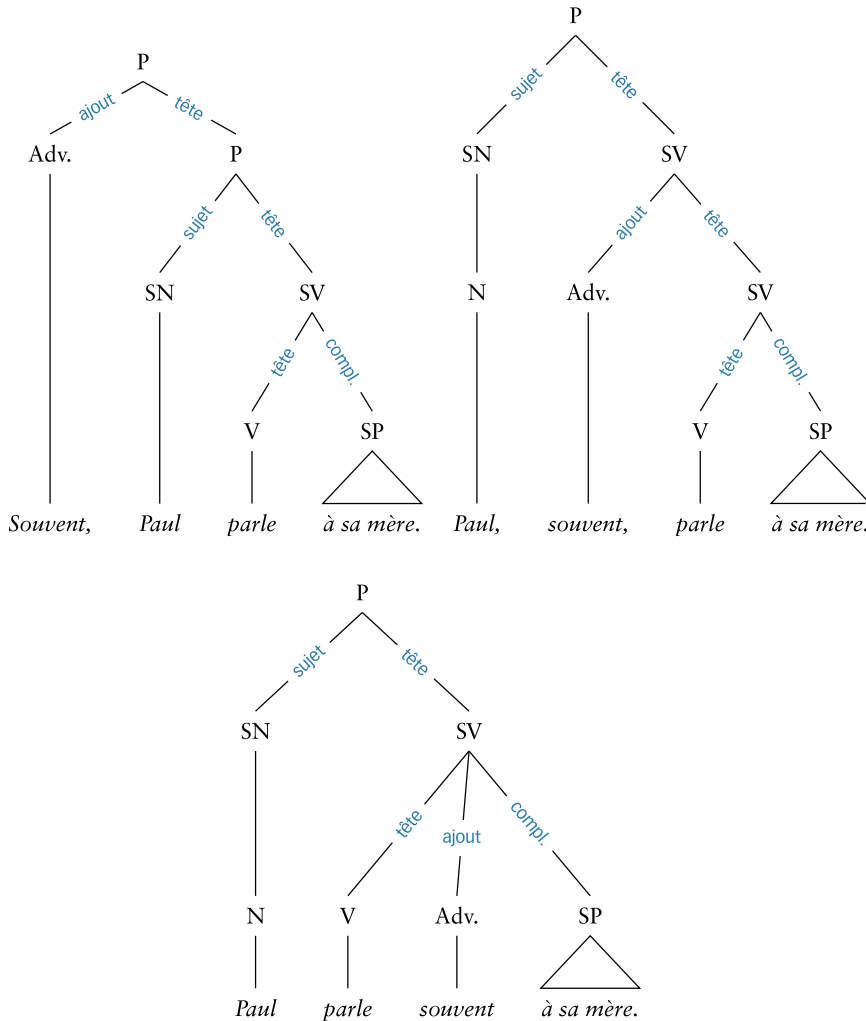 P
ajout tête
Adv. P
sujet tête
SN SV
tête compl.
V SP
Souvent, Paul parle à sa mère.
P
sujet tête
SN SV
ajout tête
N Adv. SV
tête compl.
V SP
Paul, souvent, parle à sa mère.
P
sujet tête
SN SV
tête ajout compl.
N V Adv. SP
Paul parle souvent à sa mère.